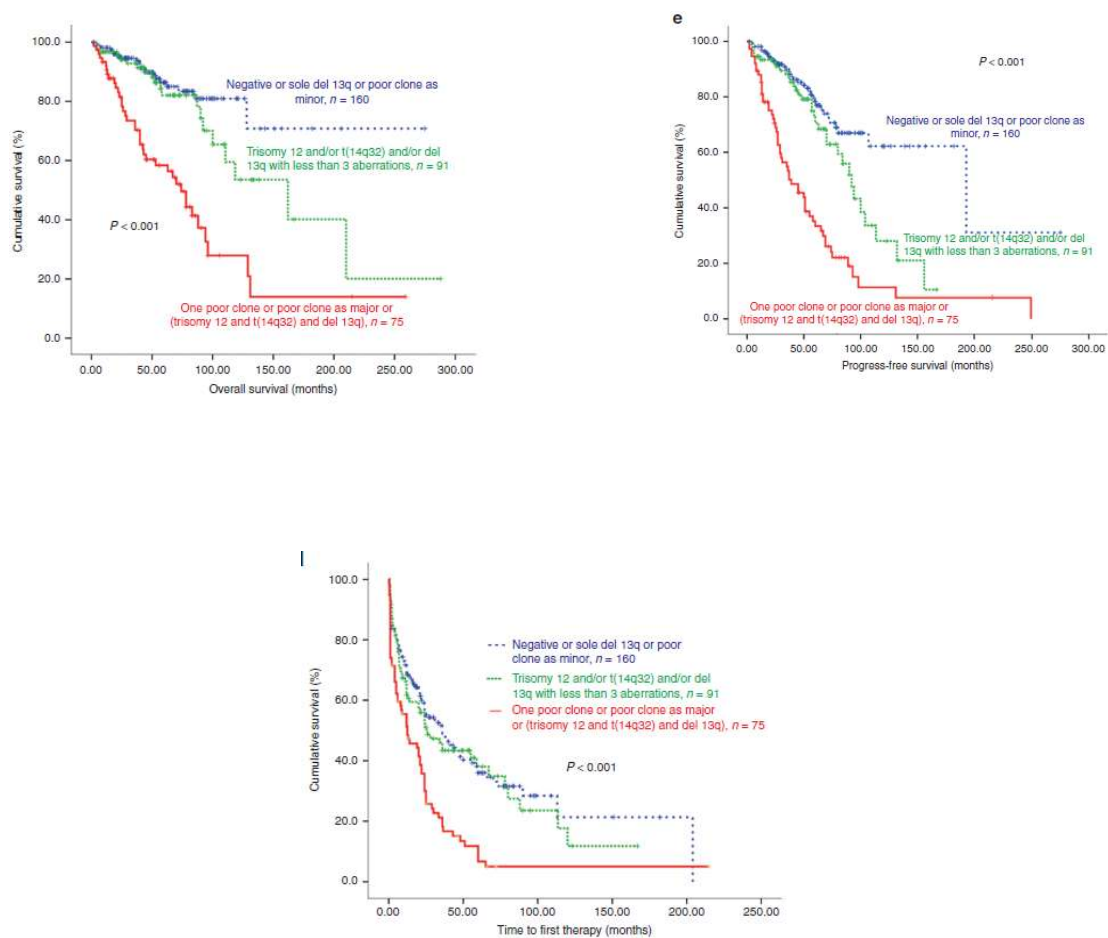 100.0
80.0
60.0
40.0
20.0
0.0
Cumulative survival (%)
Negative or sole del 13q or poor clone as
minor, n = 160
Trisomy 12 and/or t(14q32) and/or del
13q with less than 3 aberrations, n = 91
P < 0.001
One poor clone or poor clone as major or
(trisomy 12 and t(14q32) and del 13q), n = 75
0.00 50.00 100.00 150.00 200.00 250.00 300.00
Overall survival (months)
e
100.0
80.0
60.0
40.0
20.0
0.0
Cumulative survival (%)
P < 0.001
Negative or sole del 13q or poor clone as
minor, n = 160
Trisomy 12 and/or t(14q32) and/or del
13q with less than 3 aberrations, n = 91
One poor clone or poor clone as major or
(trisomy 12 and t(14q32) and del 13q), n = 75
0.00 50.00 100.00 150.00 200.00 250.00 300.00
Progress-free survival (months)
l
100.0
80.0
60.0
40.0
20.0
0.0
Cumulative survival (%)
Negative or sole del 13q or poor
clone as minor, n = 160
Trisomy 12 and/or t(14q32) and/or del
13q with less than 3 aberrations, n = 91
One poor clone or poor clone as major
or (trisomy 12 and t(14q32) and del 13q), n = 75
P < 0.001
0.00 50.00 100.00 150.00 200.00 250.00
Time to first therapy (months)